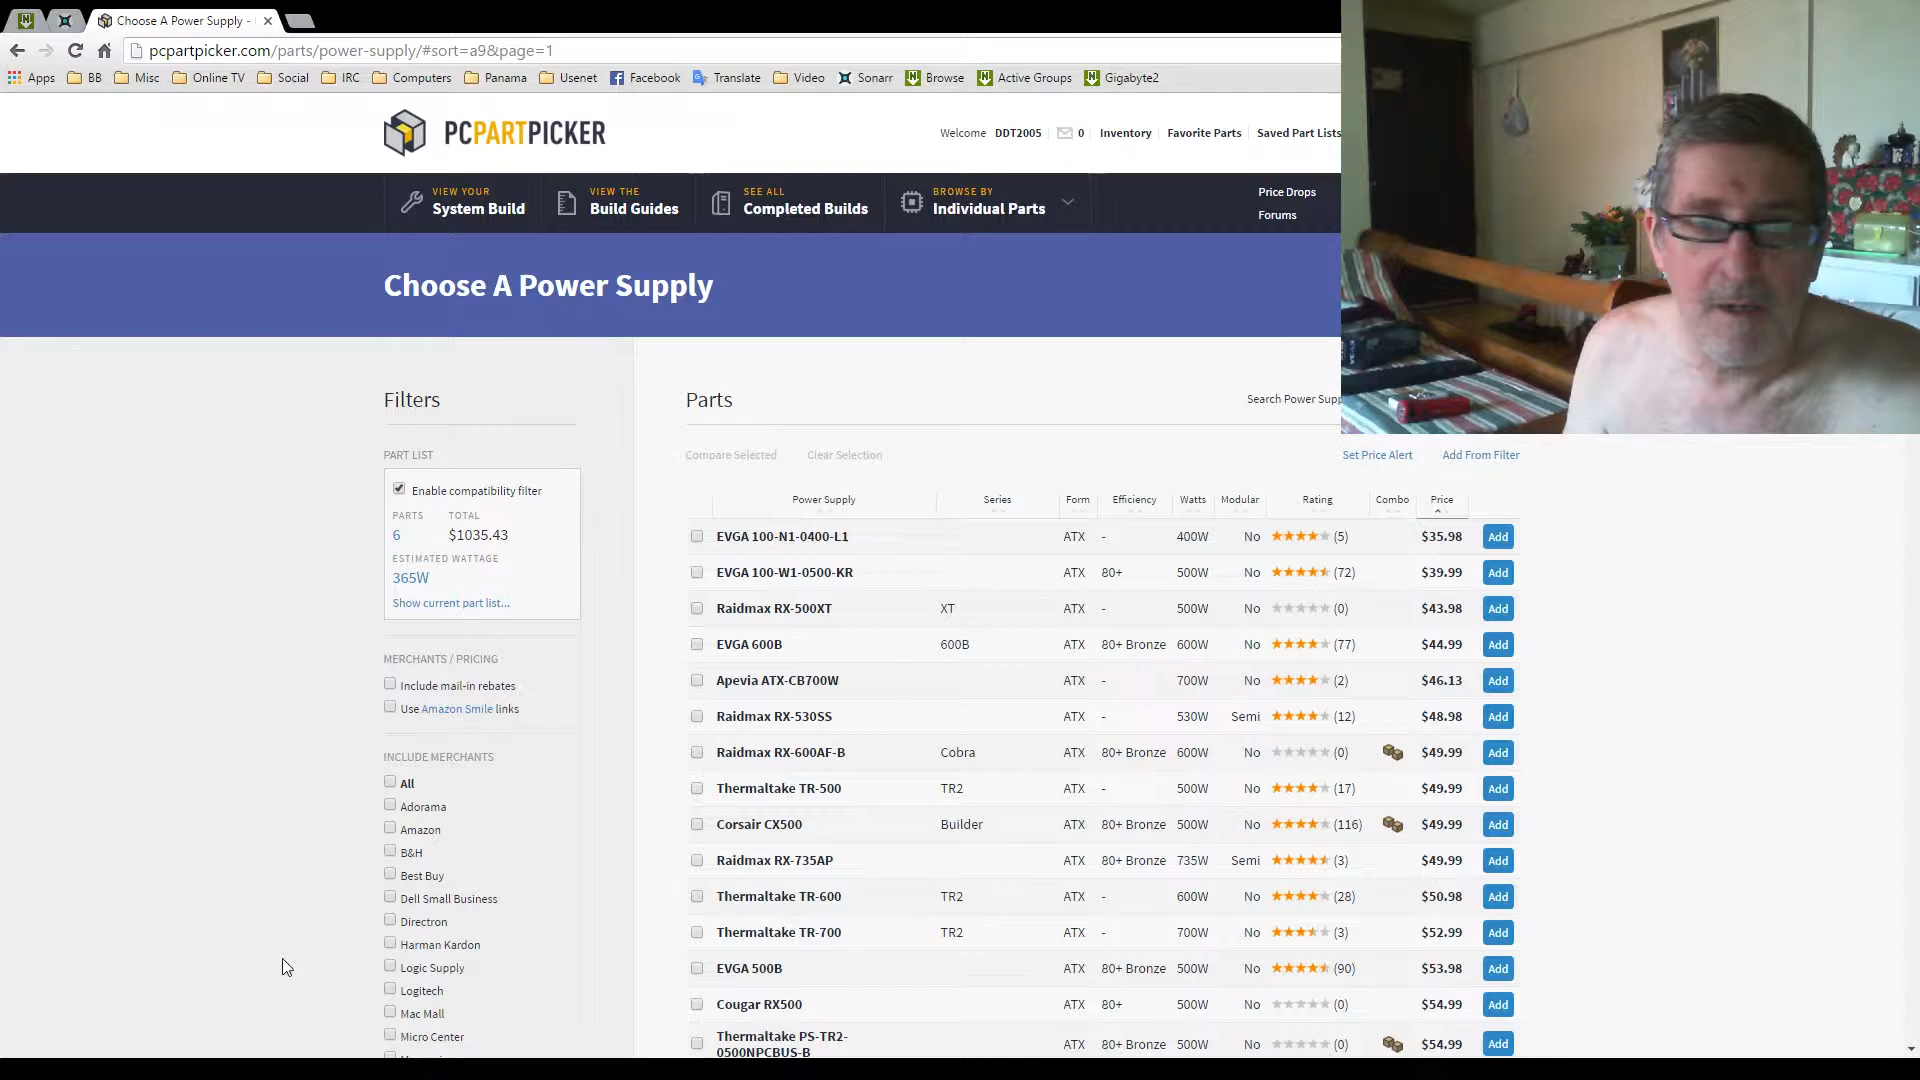 Choose A Power Supply -
pcpartpicker.com/parts/power-supply/#sort=a9&page=1
Apps BB Misc Online TV Social IRC Computers Panama Usenet Facebook Translate Video Sonarr Browse Active Groups Gigabyte2
PCPARTPICKER
Welcome DDT2005 0 Inventory Favorite Parts Saved Part Lists
VIEW YOUR System Build
VIEW THE Build Guides
SEE ALL Completed Builds
BROWSE BY Individual Parts
Price Drops
Forums
Choose A Power Supply
Filters
PART LIST
Enable compatibility filter
PARTS TOTAL
6 $1035.43
ESTIMATED WATTAGE
365W
Show current part list...
MERCHANTS / PRICING
Include mail-in rebates
Use Amazon Smile links
INCLUDE MERCHANTS
All
Adorama
Amazon
B&H
Best Buy
Dell Small Business
Directron
Harman Kardon
Logic Supply
Logitech
Mac Mall
Micro Center
Parts
Search Power Supp
Compare Selected Clear Selection Set Price Alert Add From Filter
Power Supply Series Form Efficiency Watts Modular Rating Combo Price
EVGA 100-N1-0400-L1 ATX - 400W No (5) $35.98 Add
EVGA 100-W1-0500-KR ATX 80+ 500W No (72) $39.99 Add
Raidmax RX-500XT XT ATX - 500W No (0) $43.98 Add
EVGA 600B 600B ATX 80+ Bronze 600W No (77) $44.99 Add
Apevia ATX-CB700W ATX - 700W No (2) $46.13 Add
Raidmax RX-530SS ATX - 530W Semi (12) $48.98 Add
Raidmax RX-600AF-B Cobra ATX 80+ Bronze 600W No (0) $49.99 Add
Thermaltake TR-500 TR2 ATX - 500W No (17) $49.99 Add
Corsair CX500 Builder ATX 80+ Bronze 500W No (116) $49.99 Add
Raidmax RX-735AP ATX 80+ Bronze 735W Semi (3) $49.99 Add
Thermaltake TR-600 TR2 ATX - 600W No (28) $50.98 Add
Thermaltake TR-700 TR2 ATX - 700W No (3) $52.99 Add
EVGA 500B ATX 80+ Bronze 500W No (90) $53.98 Add
Cougar RX500 ATX 80+ 500W No (0) $54.99 Add
Thermaltake PS-TR2-
0500NPCBUS-B ATX 80+ Bronze 500W No (0) $54.99 Add